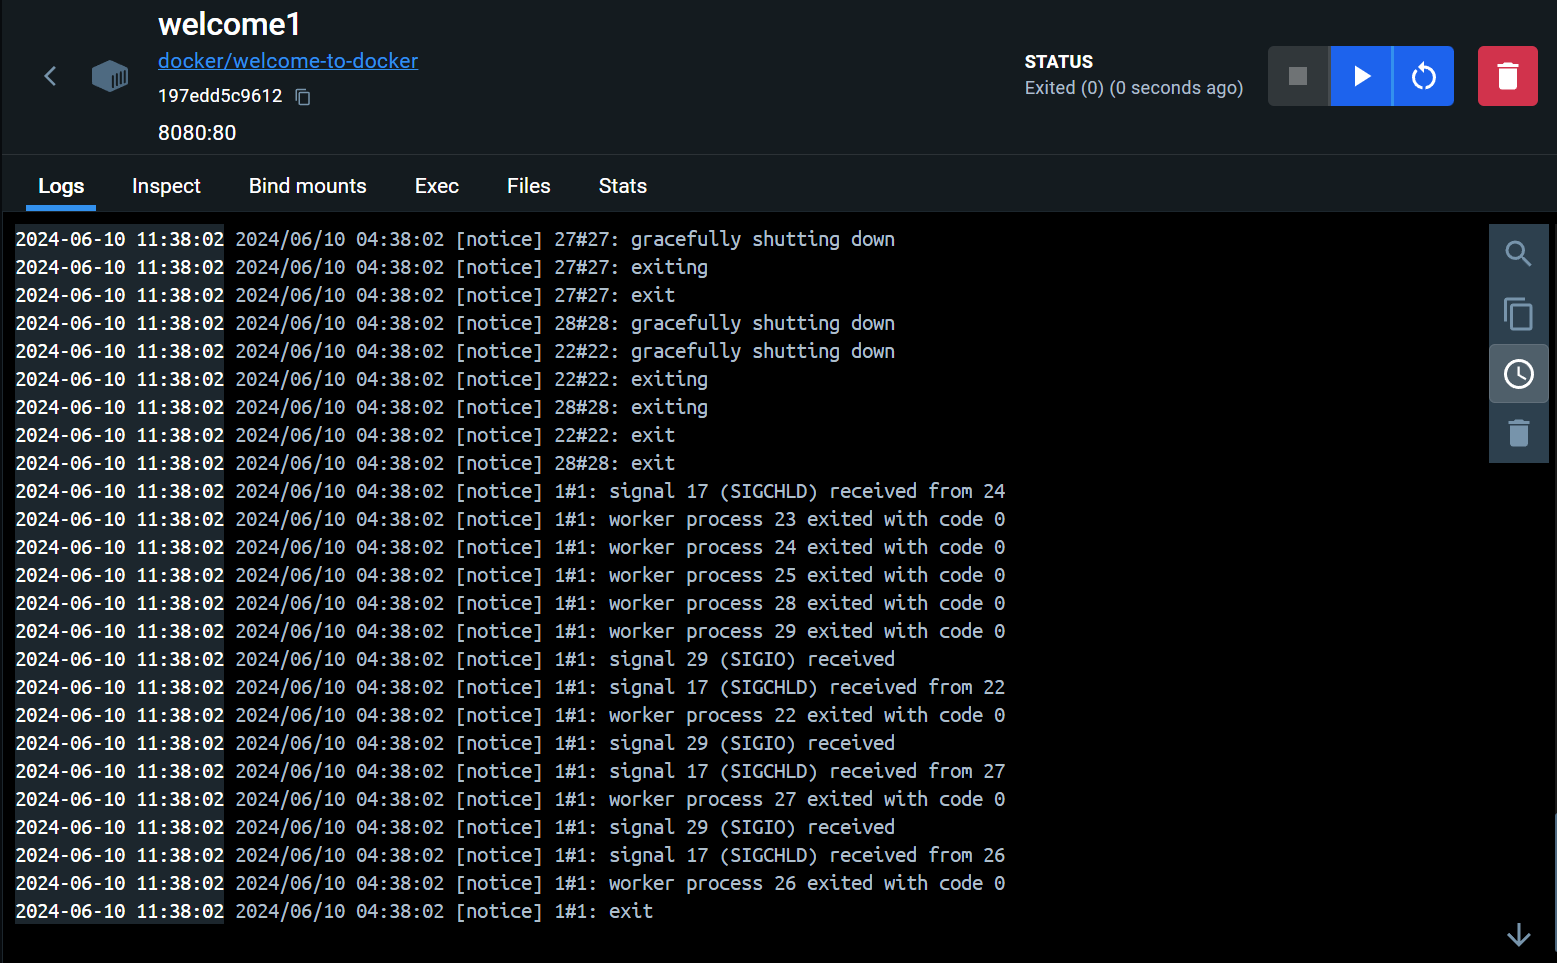 welcome1
docker/welcome-to-docker
197edd5c9612
8080:80
STATUS
Exited (0) (0 seconds ago)
Logs Inspect Bind mounts Exec Files Stats
2024-06-10 11:38:02 2024/06/10 04:38:02 [notice] 27#27: gracefully shutting down
2024-06-10 11:38:02 2024/06/10 04:38:02 [notice] 27#27: exiting
2024-06-10 11:38:02 2024/06/10 04:38:02 [notice] 27#27: exit
2024-06-10 11:38:02 2024/06/10 04:38:02 [notice] 28#28: gracefully shutting down
2024-06-10 11:38:02 2024/06/10 04:38:02 [notice] 22#22: gracefully shutting down
2024-06-10 11:38:02 2024/06/10 04:38:02 [notice] 22#22: exiting
2024-06-10 11:38:02 2024/06/10 04:38:02 [notice] 28#28: exiting
2024-06-10 11:38:02 2024/06/10 04:38:02 [notice] 22#22: exit
2024-06-10 11:38:02 2024/06/10 04:38:02 [notice] 28#28: exit
2024-06-10 11:38:02 2024/06/10 04:38:02 [notice] 1#1: signal 17 (SIGCHLD) received from 24
2024-06-10 11:38:02 2024/06/10 04:38:02 [notice] 1#1: worker process 23 exited with code 0
2024-06-10 11:38:02 2024/06/10 04:38:02 [notice] 1#1: worker process 24 exited with code 0
2024-06-10 11:38:02 2024/06/10 04:38:02 [notice] 1#1: worker process 25 exited with code 0
2024-06-10 11:38:02 2024/06/10 04:38:02 [notice] 1#1: worker process 28 exited with code 0
2024-06-10 11:38:02 2024/06/10 04:38:02 [notice] 1#1: worker process 29 exited with code 0
2024-06-10 11:38:02 2024/06/10 04:38:02 [notice] 1#1: signal 29 (SIGIO) received
2024-06-10 11:38:02 2024/06/10 04:38:02 [notice] 1#1: signal 17 (SIGCHLD) received from 22
2024-06-10 11:38:02 2024/06/10 04:38:02 [notice] 1#1: worker process 22 exited with code 0
2024-06-10 11:38:02 2024/06/10 04:38:02 [notice] 1#1: signal 29 (SIGIO) received
2024-06-10 11:38:02 2024/06/10 04:38:02 [notice] 1#1: signal 17 (SIGCHLD) received from 27
2024-06-10 11:38:02 2024/06/10 04:38:02 [notice] 1#1: worker process 27 exited with code 0
2024-06-10 11:38:02 2024/06/10 04:38:02 [notice] 1#1: signal 29 (SIGIO) received
2024-06-10 11:38:02 2024/06/10 04:38:02 [notice] 1#1: signal 17 (SIGCHLD) received from 26
2024-06-10 11:38:02 2024/06/10 04:38:02 [notice] 1#1: worker process 26 exited with code 0
2024-06-10 11:38:02 2024/06/10 04:38:02 [notice] 1#1: exit